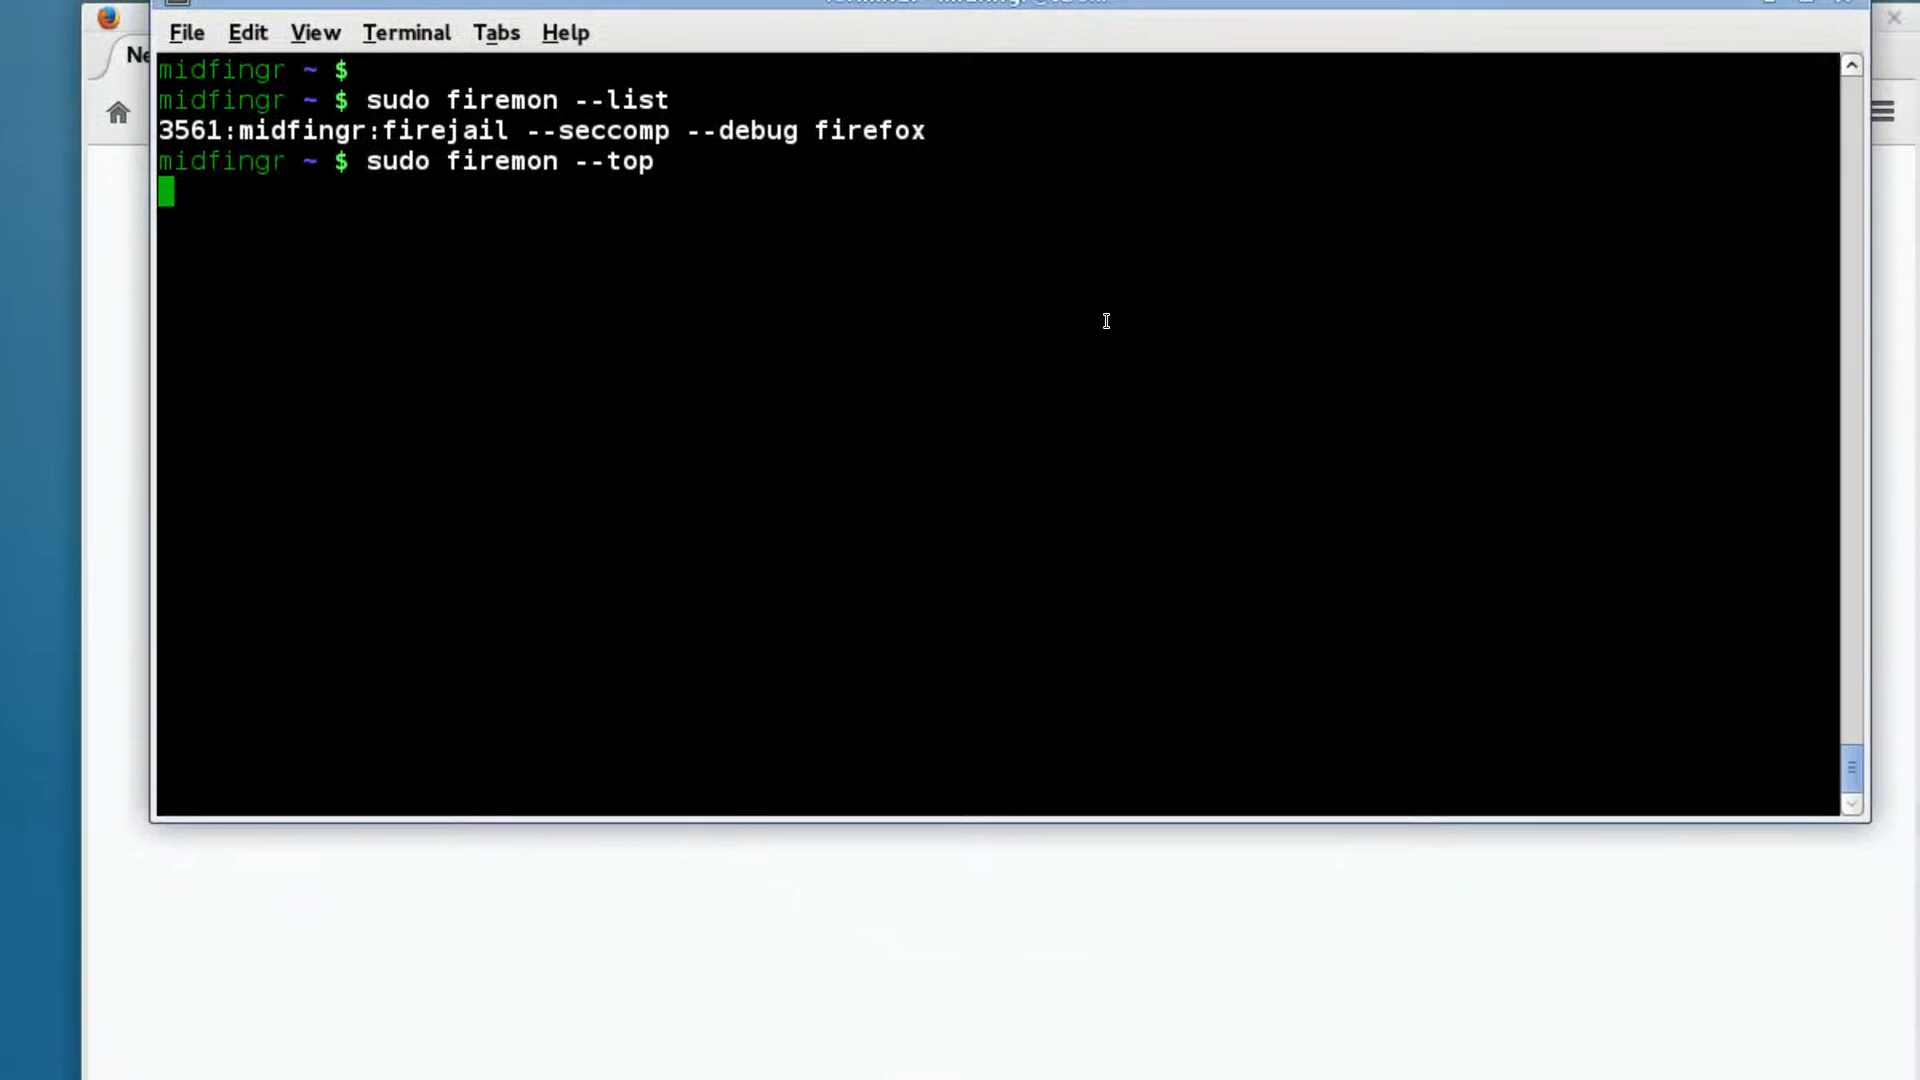 File Edit View Terminal Tabs Help
Ne
midfingr ~ $
midfingr ~ $ sudo firemon --list
3561:midfingr:firejail --seccomp --debug firefox
midfingr ~ $ sudo firemon --top